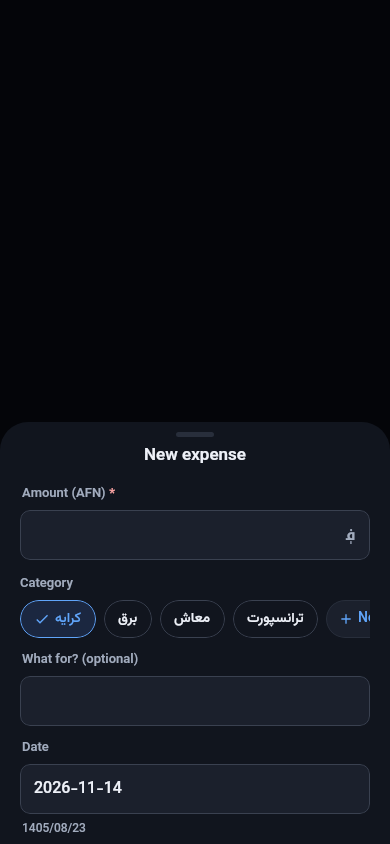 New expense
Amount (AFN) *
؋
Category
کرایه برق معاش ترانسپورت +
What for? (optional)
Date
2026-11-14
1405/08/23